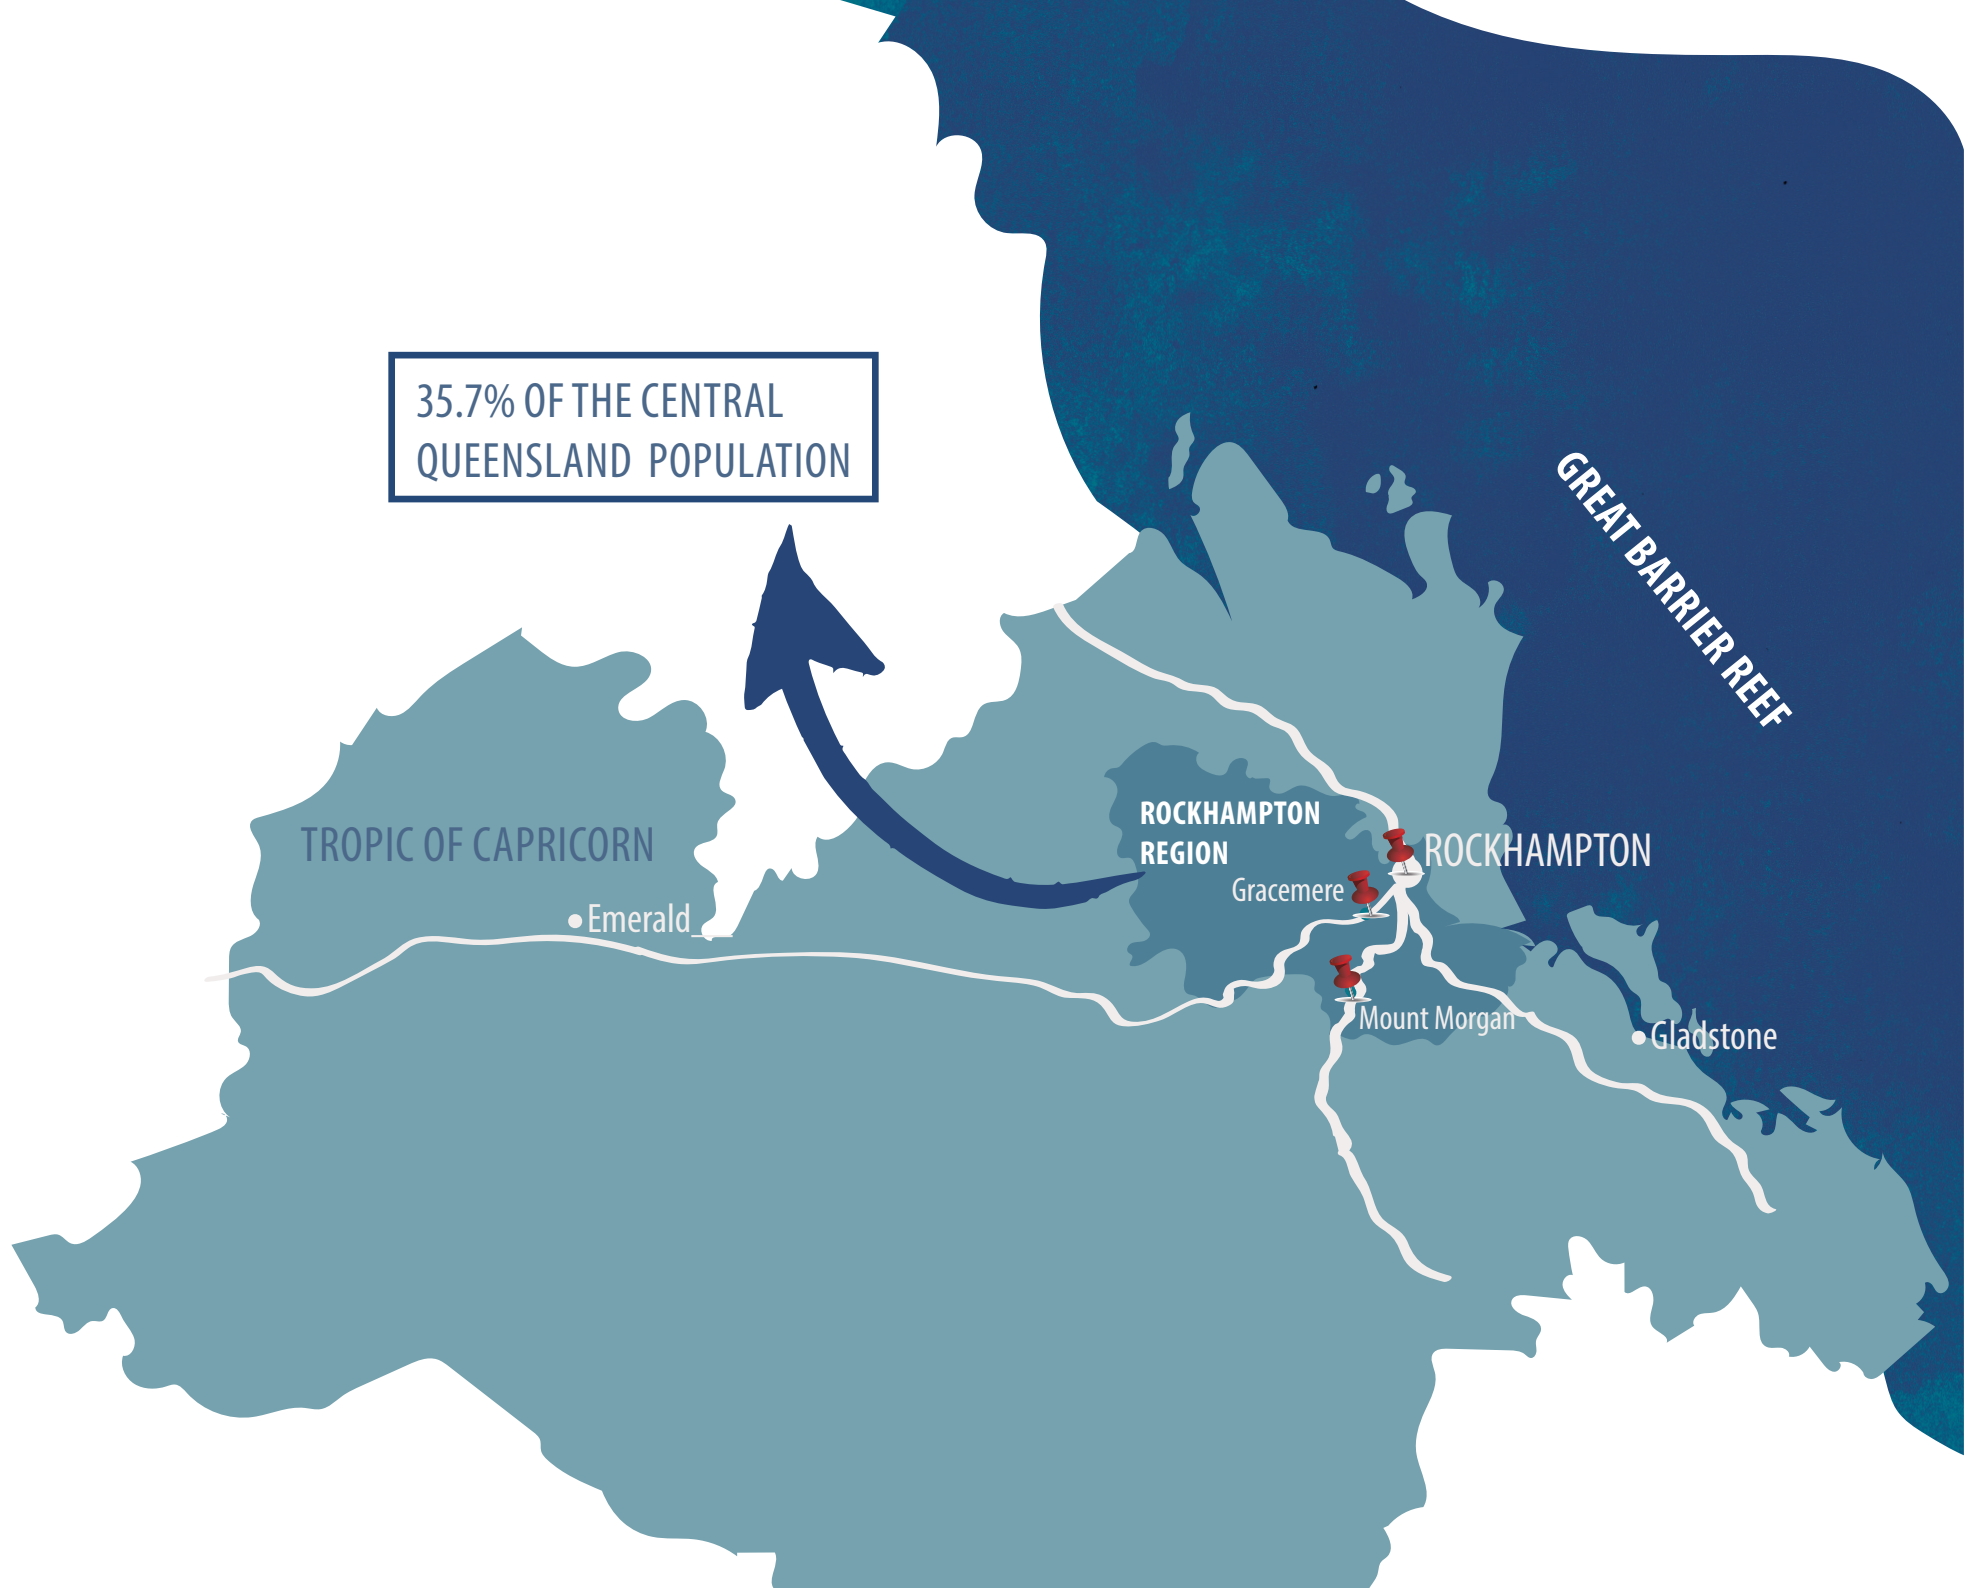 35.7% OF THE CENTRAL
QUEENSLAND POPULATION
GREAT BARRIER REEF
ROCKHAMPTON
REGION
TROPIC OF CAPRICORN
ROCKHAMPTON
Gracemere
Emerald
Mount Morgan
Gladstone